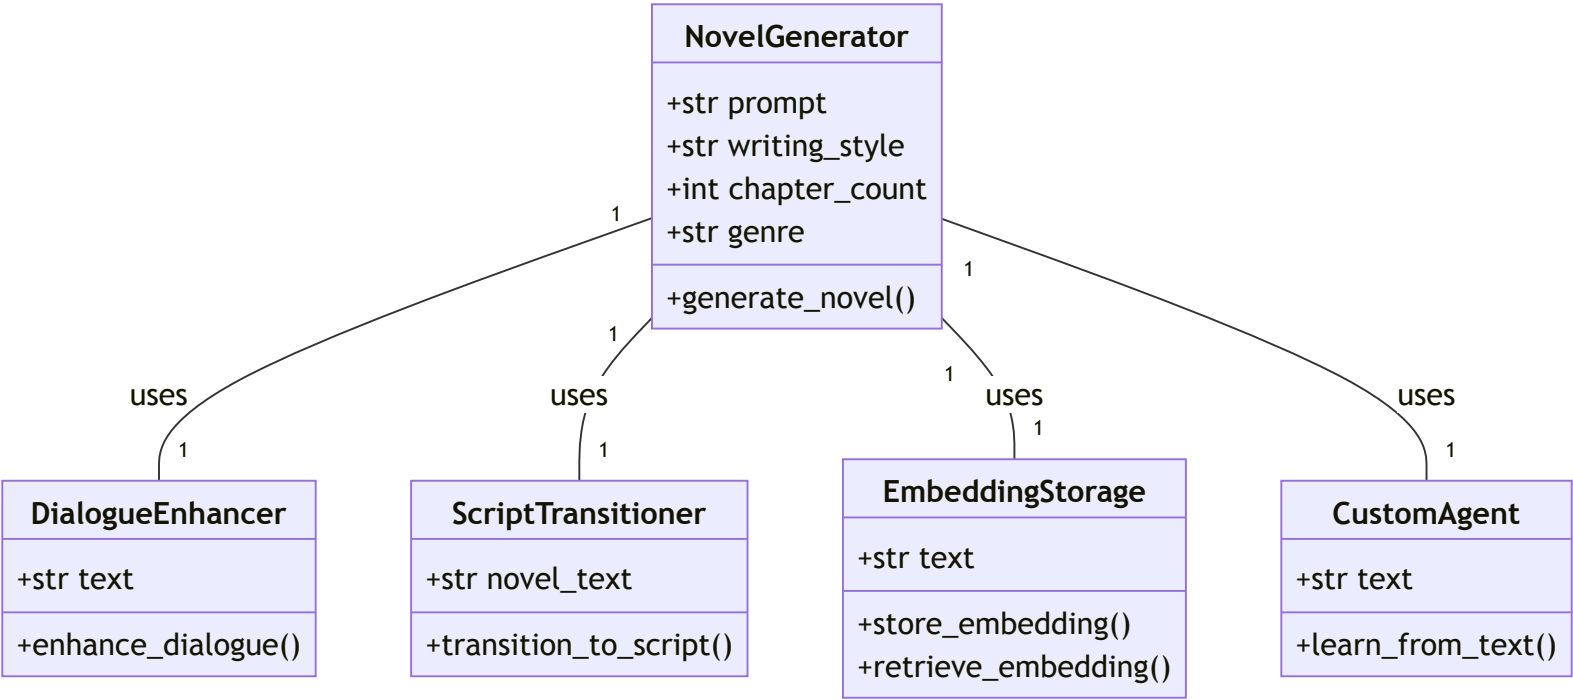 NovelGenerator
+str prompt
+str writing_style
+int chapter_count
+str genre
+generate_novel()
1
1
1
1
uses
uses
uses
uses
1
1
1
1
DialogueEnhancer
+str text
+enhance_dialogue()
ScriptTransitioner
+str novel_text
+transition_to_script()
EmbeddingStorage
+str text
+store_embedding()
+retrieve_embedding()
CustomAgent
+str text
+learn_from_text()